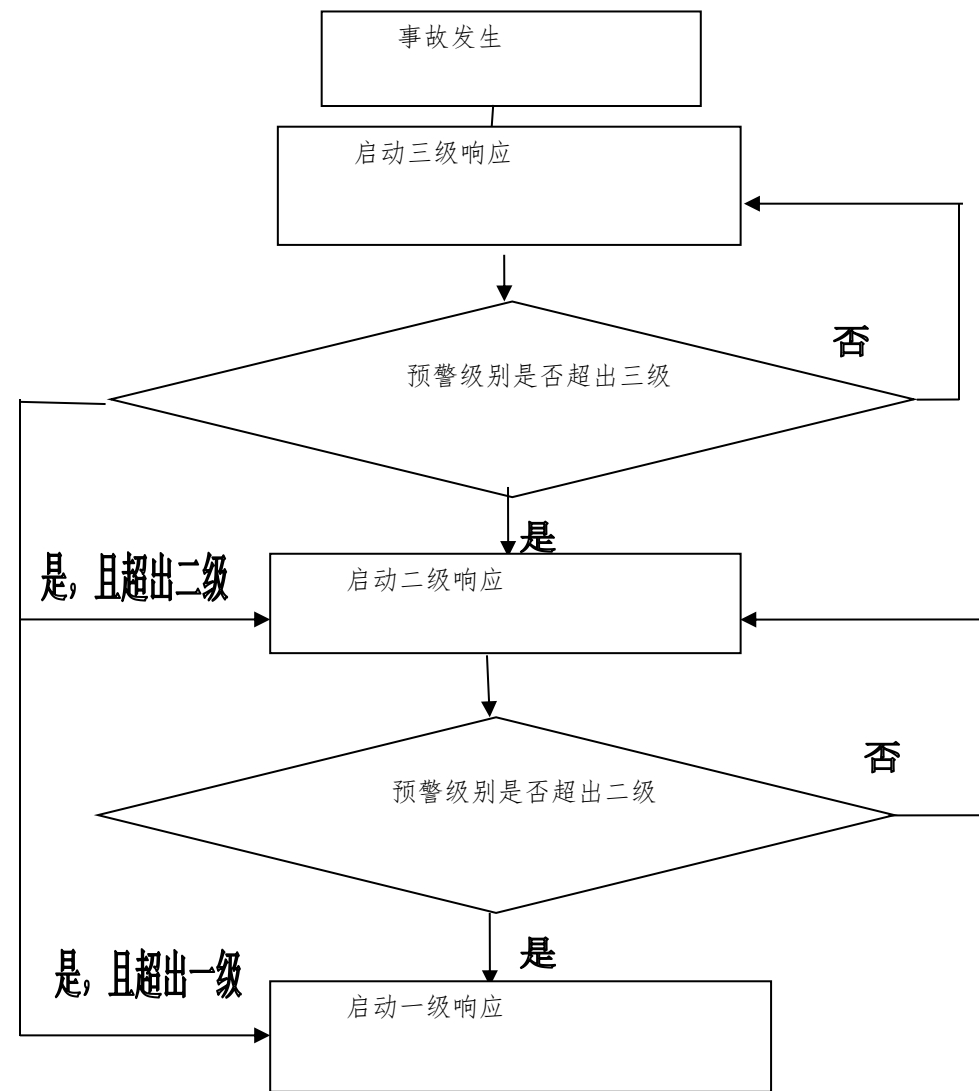 事故发生
启动三级响应
否
预警级别是否超出三级
是
是，且超出二级
启动二级响应
否
预警级别是否超出二级
是
是，且超出一级
启动一级响应